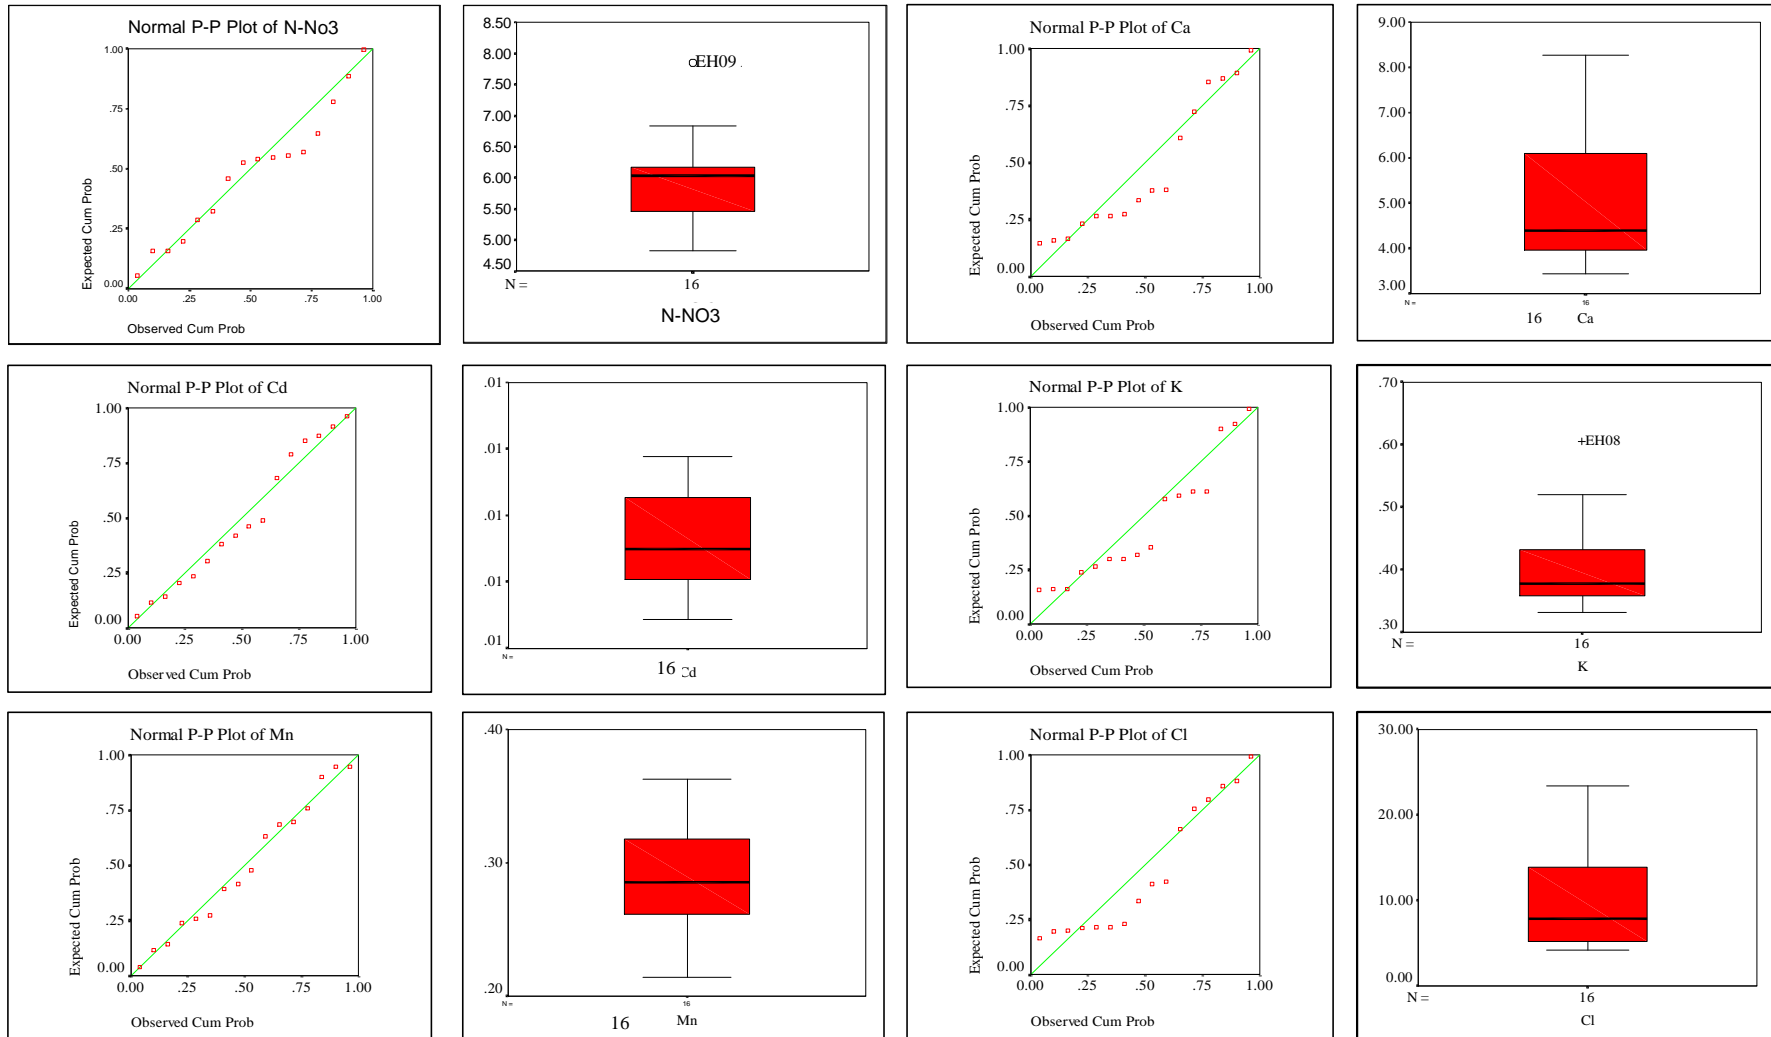 Normal P-P Plot of N-No3
1.00
.75
.50
.25
0.00
0.00 .25 .50 .75 1.00
Expected Cum Prob
Observed Cum Prob
8.50
8.00
7.50
7.00
6.50
6.00
5.50
5.00
4.50
EH09
N = 16
N-NO3
Normal P-P Plot of Ca
1.00
.75
.50
.25
0.00
0.00 .25 .50 .75 1.00
Expected Cum Prob
Observed Cum Prob
9.00
8.00
7.00
6.00
5.00
4.00
3.00
N = 16
16 Ca
Normal P-P Plot of Cd
1.00
.75
.50
.25
0.00
0.00 .25 .50 .75 1.00
Expected Cum Prob
Observed Cum Prob
.01
.01
.01
.01
.01
N =
16 Cd
Normal P-P Plot of K
1.00
.75
.50
.25
0.00
0.00 .25 .50 .75 1.00
Expected Cum Prob
Observed Cum Prob
.70
.60
.50
.40
.30
EH08
N = 16
K
Normal P-P Plot of Mn
1.00
.75
.50
.25
0.00
0.00 .25 .50 .75 1.00
Expected Cum Prob
Observed Cum Prob
.40
.30
.20
N = 16
16 Mn
Normal P-P Plot of Cl
1.00
.75
.50
.25
0.00
0.00 .25 .50 .75 1.00
Expected Cum Prob
Observed Cum Prob
30.00
20.00
10.00
0.00
N = 16
Cl